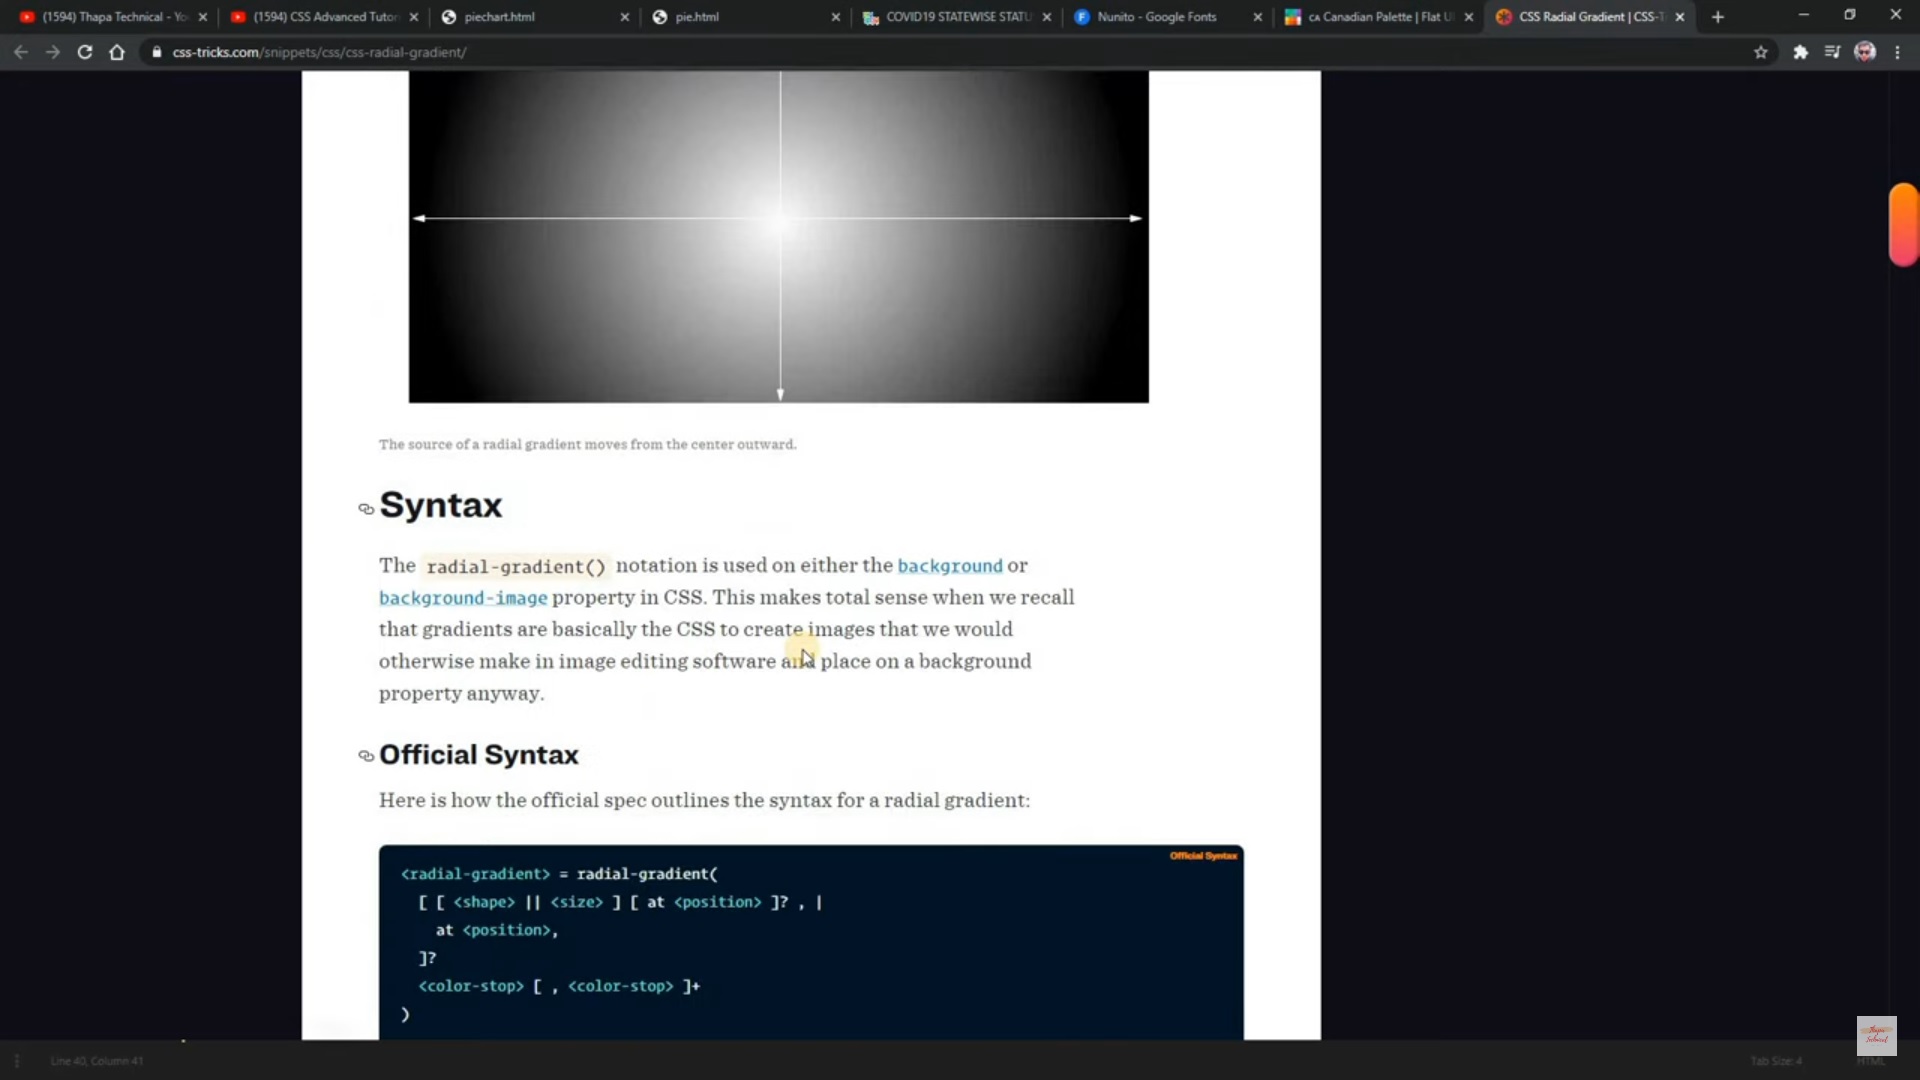 (1594) Thapa Technical - Yo
(1594) CSS Advanced Tutor
piechart.html
pie.html
COVID19 STATEWISE STATU
Nunito - Google Fonts
CA Canadian Palette | Flat U
CSS Radial Gradient | CSS-T
css-tricks.com/snippets/css/css-radial-gradient/
The source of a radial gradient moves from the center outward.
Syntax
The radial-gradient() notation is used on either the background or
background-image property in CSS. This makes total sense when we recall
that gradients are basically the CSS to create images that we would
otherwise make in image editing software and place on a background
property anyway.
Official Syntax
Here is how the official spec outlines the syntax for a radial gradient:
Official Syntax
<radial-gradient> = radial-gradient(
[ [ <shape> || <size> ] [ at <position> ]? , |
at <position>,
]?
<color-stop> [ , <color-stop> ]+
)
Thapa
Technical
Line 40, Column 41
Tab Size: 4
HTML